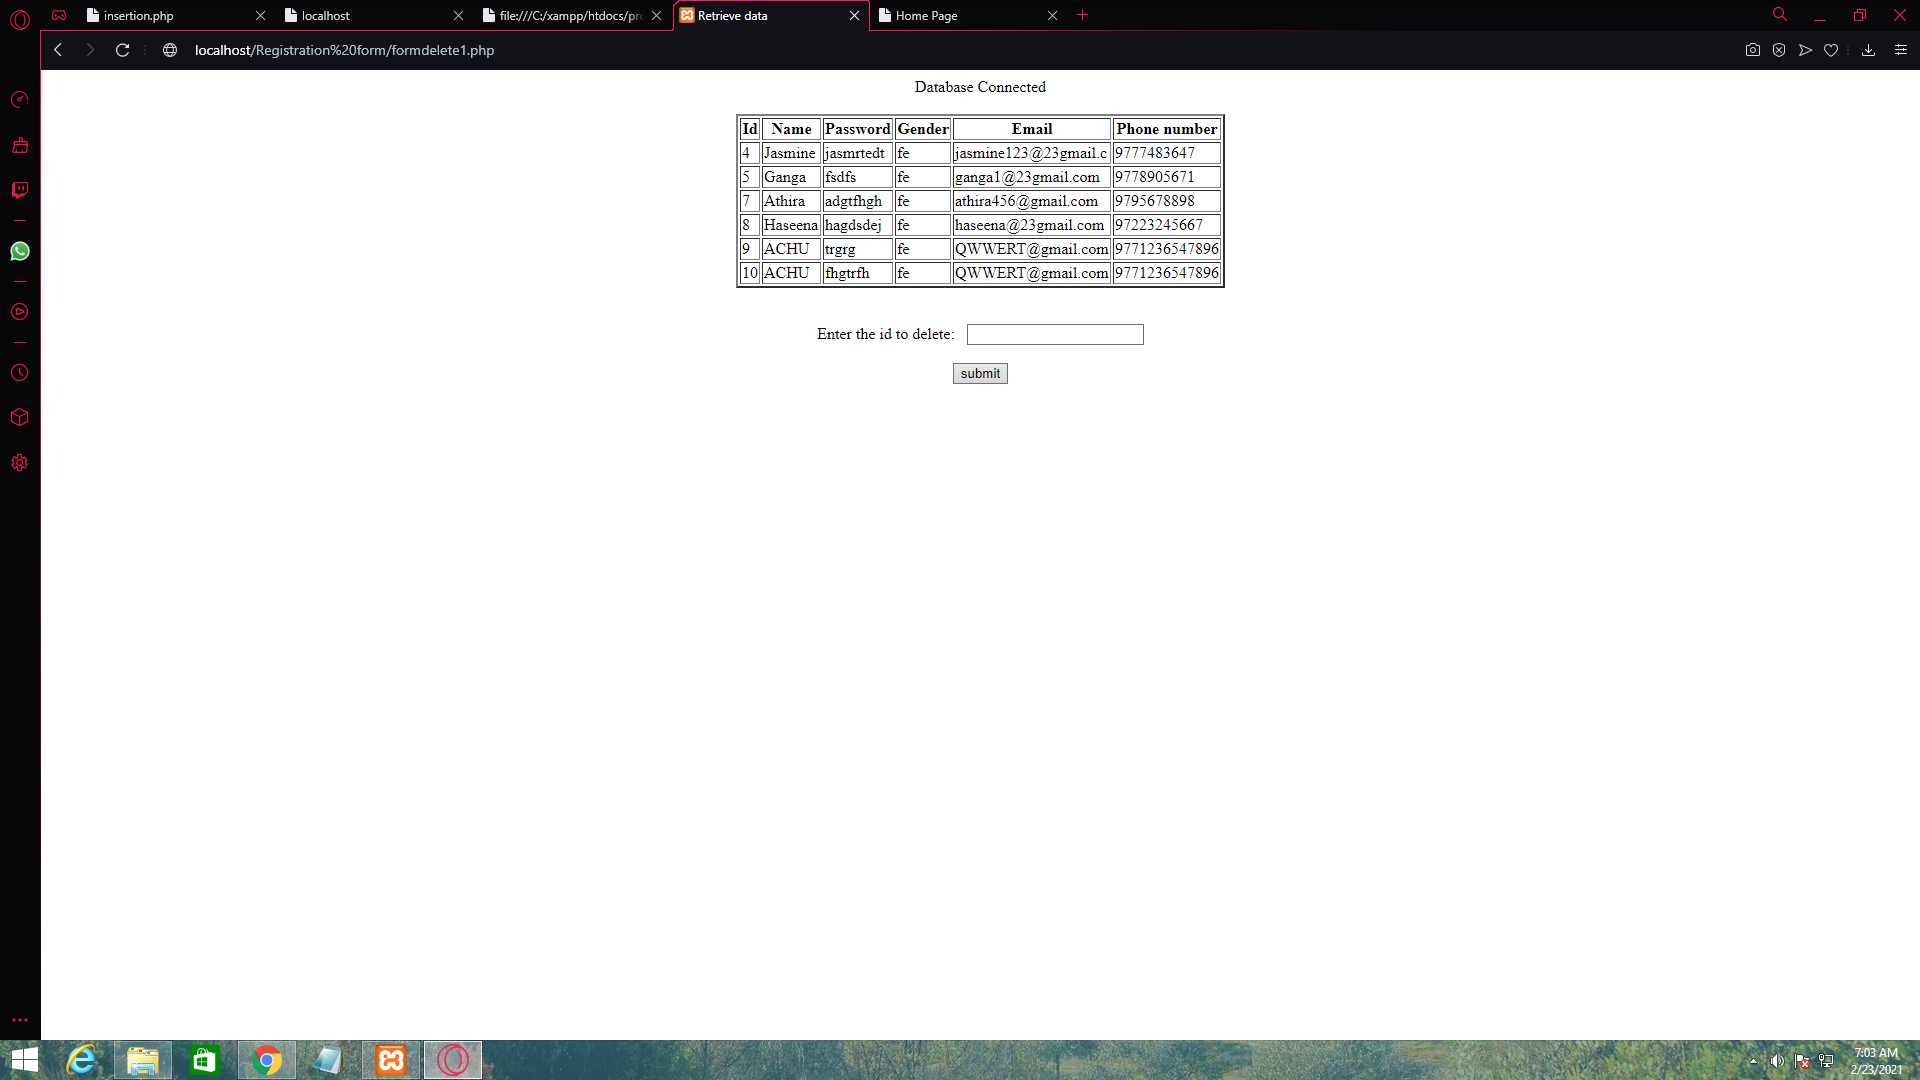 insertion.php
localhost
file:///C:/xampp/htdocs/pro
Retrieve data
Home Page
localhost/Registration%20form/formdelete1.php
Database Connected
Id Name Password Gender Email Phone number
4 Jasmine jasmrtedt fe jasmine123@23gmail.c 9777483647
5 Ganga fsdfs fe ganga1@23gmail.com 9778905671
7 Athira adgtfhgh fe athira456@gmail.com 9795678898
8 Haseena hagdsdej fe haseena@23gmail.com 97223245667
9 ACHU trgrg fe QWWERT@gmail.com 9771236547896
10 ACHU fhgtrfh fe QWWERT@gmail.com 9771236547896
Enter the id to delete:
submit
7:03 AM
2/23/2021